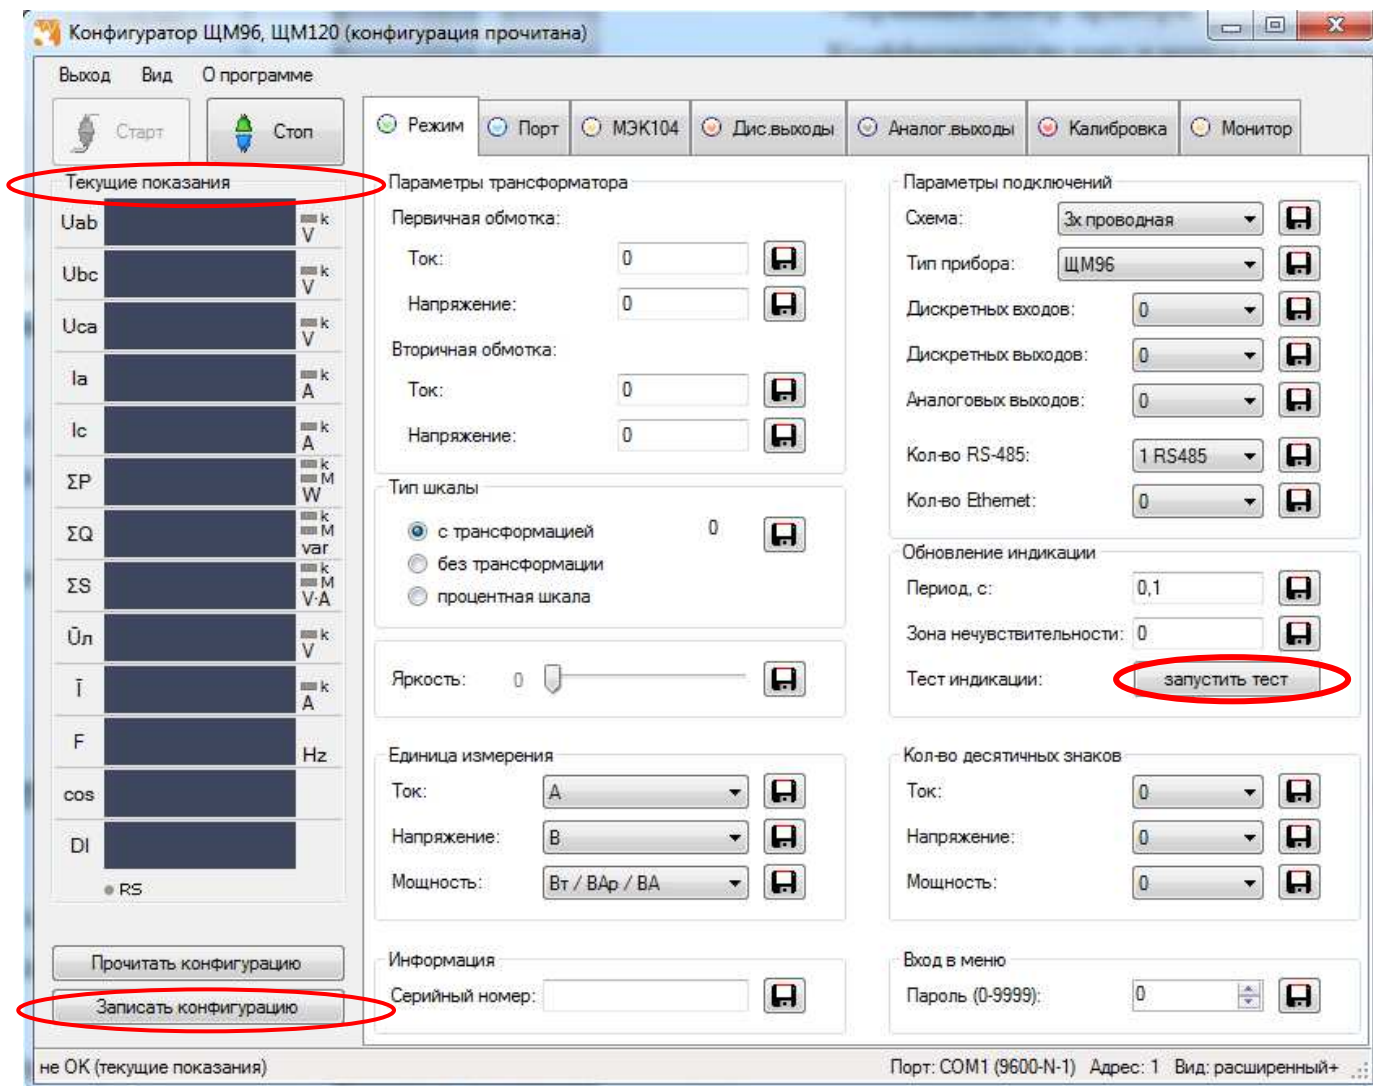 Конфигуратор ЩМ96, ЩМ120 (конфигурация прочитана)
Выход Вид О программе
Старт Стоп
Режим Порт МЭК104 Дис.выходы Аналог.выходы Калибровка Монитор
Текущие показания
Uab k V
Ubc k V
Uca k V
Ia k A
Ic k A
ΣP k M W
ΣQ k M var
ΣS k M V·A
Ūл k V
Ī k A
F Hz
cos
DI
RS
Прочитать конфигурацию
Записать конфигурацию
Параметры трансформатора
Первичная обмотка:
Ток: 0
Напряжение: 0
Вторичная обмотка:
Ток: 0
Напряжение: 0
Тип шкалы
с трансформацией 0
без трансформации
процентная шкала
Яркость: 0
Единица измерения
Ток: А
Напряжение: В
Мощность: Вт / ВАр / ВА
Информация
Серийный номер:
Параметры подключений
Схема: 3х проводная
Тип прибора: ЩМ96
Дискретных входов: 0
Дискретных выходов: 0
Аналоговых выходов: 0
Кол-во RS-485: 1 RS485
Кол-во Ethernet: 0
Обновление индикации
Период, с: 0,1
Зона нечувствительности: 0
Тест индикации: запустить тест
Кол-во десятичных знаков
Ток: 0
Напряжение: 0
Мощность: 0
Вход в меню
Пароль (0-9999): 0
не ОК (текущие показания) Порт: COM1 (9600-N-1) Адрес: 1 Вид: расширенный+